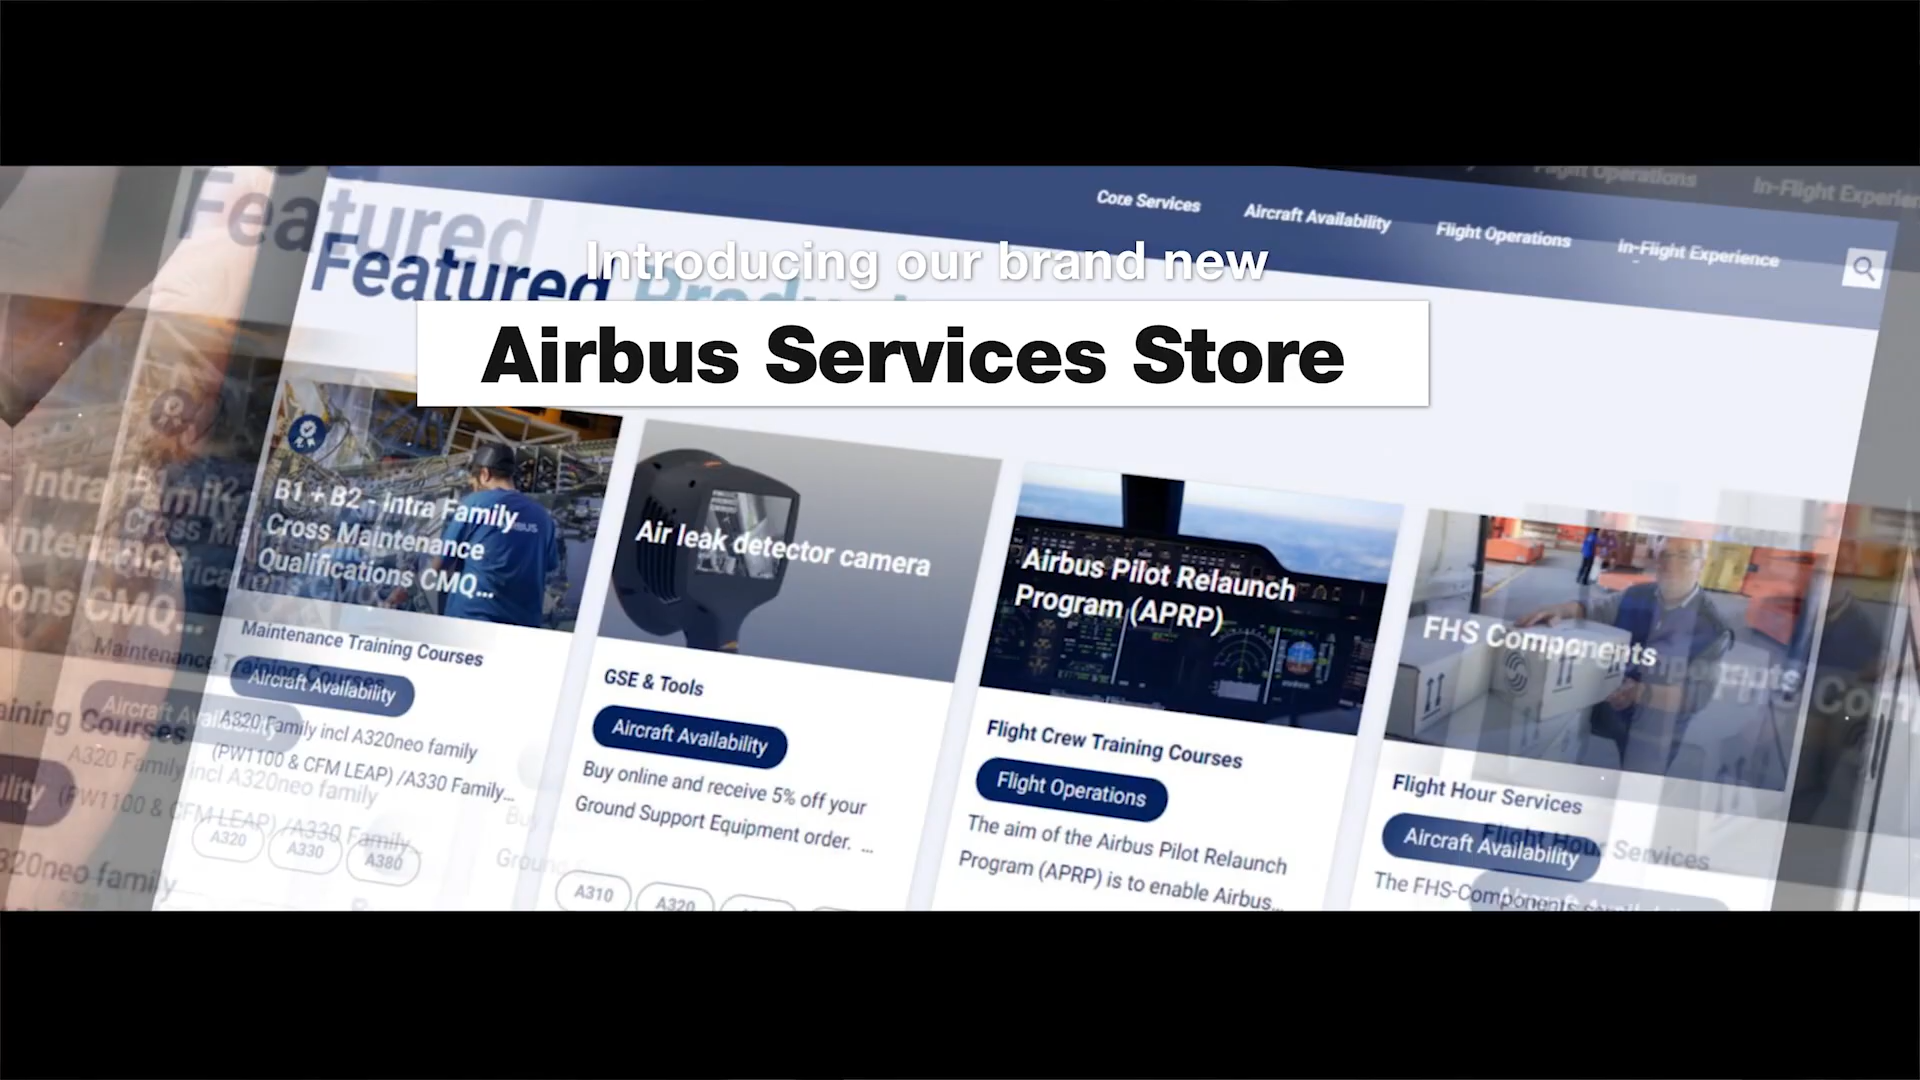 Introducing our brand new
Airbus Services Store
Core Services
Aircraft Availability
Flight Operations
In-Flight Experience
Featured
B1 + B2 - Intra Family
Cross Maintenance
Qualifications CMQ...
Maintenance Training Courses
Aircraft Availability
A320 Family incl A320neo family
(PW1100 & CFM LEAP) /A330 Family...
A320
A330
A380
Air leak detector camera
GSE & Tools
Aircraft Availability
Buy online and receive 5% off your
Ground Support Equipment order. ...
A310
A320
Airbus Pilot Relaunch
Program (APRP)
Flight Crew Training Courses
Flight Operations
The aim of the Airbus Pilot Relaunch
Program (APRP) is to enable Airbus...
FHS Components
Flight Hour Services
Aircraft Availability
The FHS-Components